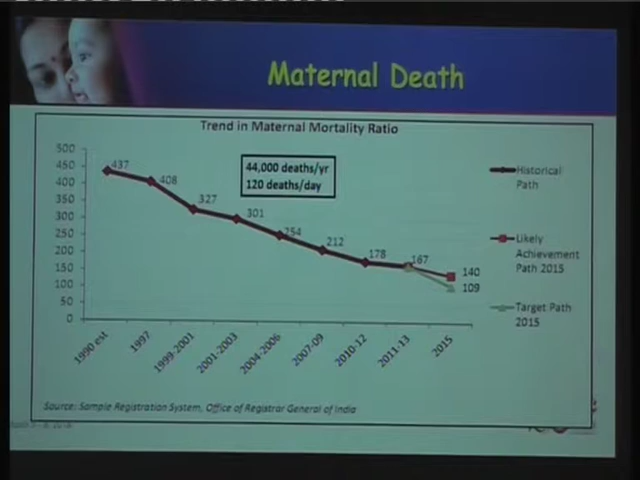 Maternal Death
Trend in Maternal Mortality Ratio
500
450
400
350
300
250
200
150
100
50
0
437
408
327
301
254
212
178
167
140
109
44,000 deaths/yr
120 deaths/day
Historical
Path
Likely
Achievement
Path 2015
Target Path
2015
1990 est
1997
1999-2001
2001-2003
2004-2006
2007-09
2010-12
2011-13
2015
Source: Sample Registration System, Office of Registrar General of India